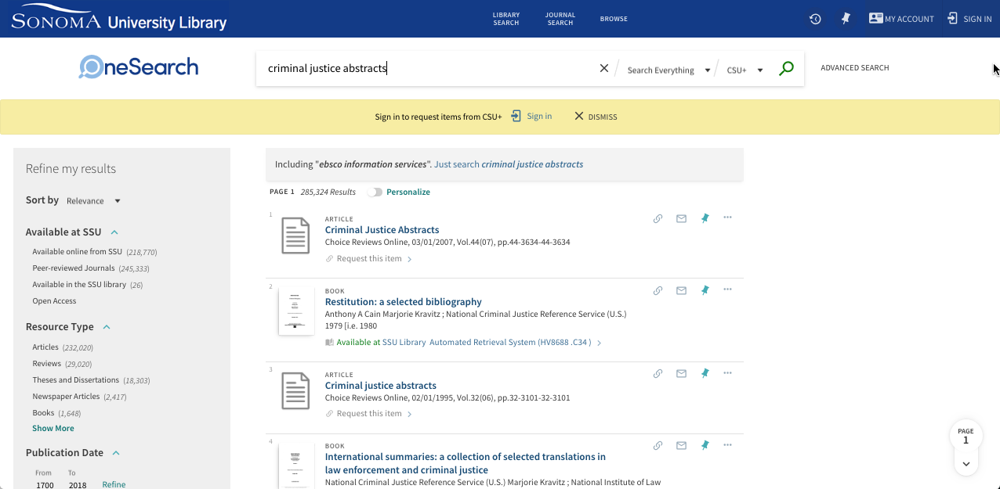 SONOMA University Library
LIBRARY SEARCH
JOURNAL SEARCH
BROWSE
MY ACCOUNT
SIGN IN
OneSearch
criminal justice abstracts
Search Everything
CSU+
ADVANCED SEARCH
Sign in to request items from CSU+ Sign in DISMISS
Refine my results
Sort by Relevance
Available at SSU
Available online from SSU (218,770)
Peer-reviewed Journals (245,333)
Available in the SSU library (26)
Open Access
Resource Type
Articles (232,020)
Reviews (29,020)
Theses and Dissertations (18,303)
Newspaper Articles (2,417)
Books (1,648)
Show More
Publication Date
From To
1700 2018 Refine
Including "ebsco information services". Just search criminal justice abstracts
PAGE 1 285,324 Results Personalize
1
ARTICLE
Criminal Justice Abstracts
Choice Reviews Online, 03/01/2007, Vol.44(07), pp.44-3634-44-3634
Request this item
2
BOOK
Restitution: a selected bibliography
Anthony A Cain Marjorie Kravitz ; National Criminal Justice Reference Service (U.S.)
1979 [i.e. 1980
Available at SSU Library Automated Retrieval System (HV8688 .C34 )
3
ARTICLE
Criminal justice abstracts
Choice Reviews Online, 02/01/1995, Vol.32(06), pp.32-3101-32-3101
Request this item
4
BOOK
International summaries: a collection of selected translations in
law enforcement and criminal justice
National Criminal Justice Reference Service (U.S.) Marjorie Kravitz ; National Institute of Law
PAGE
1